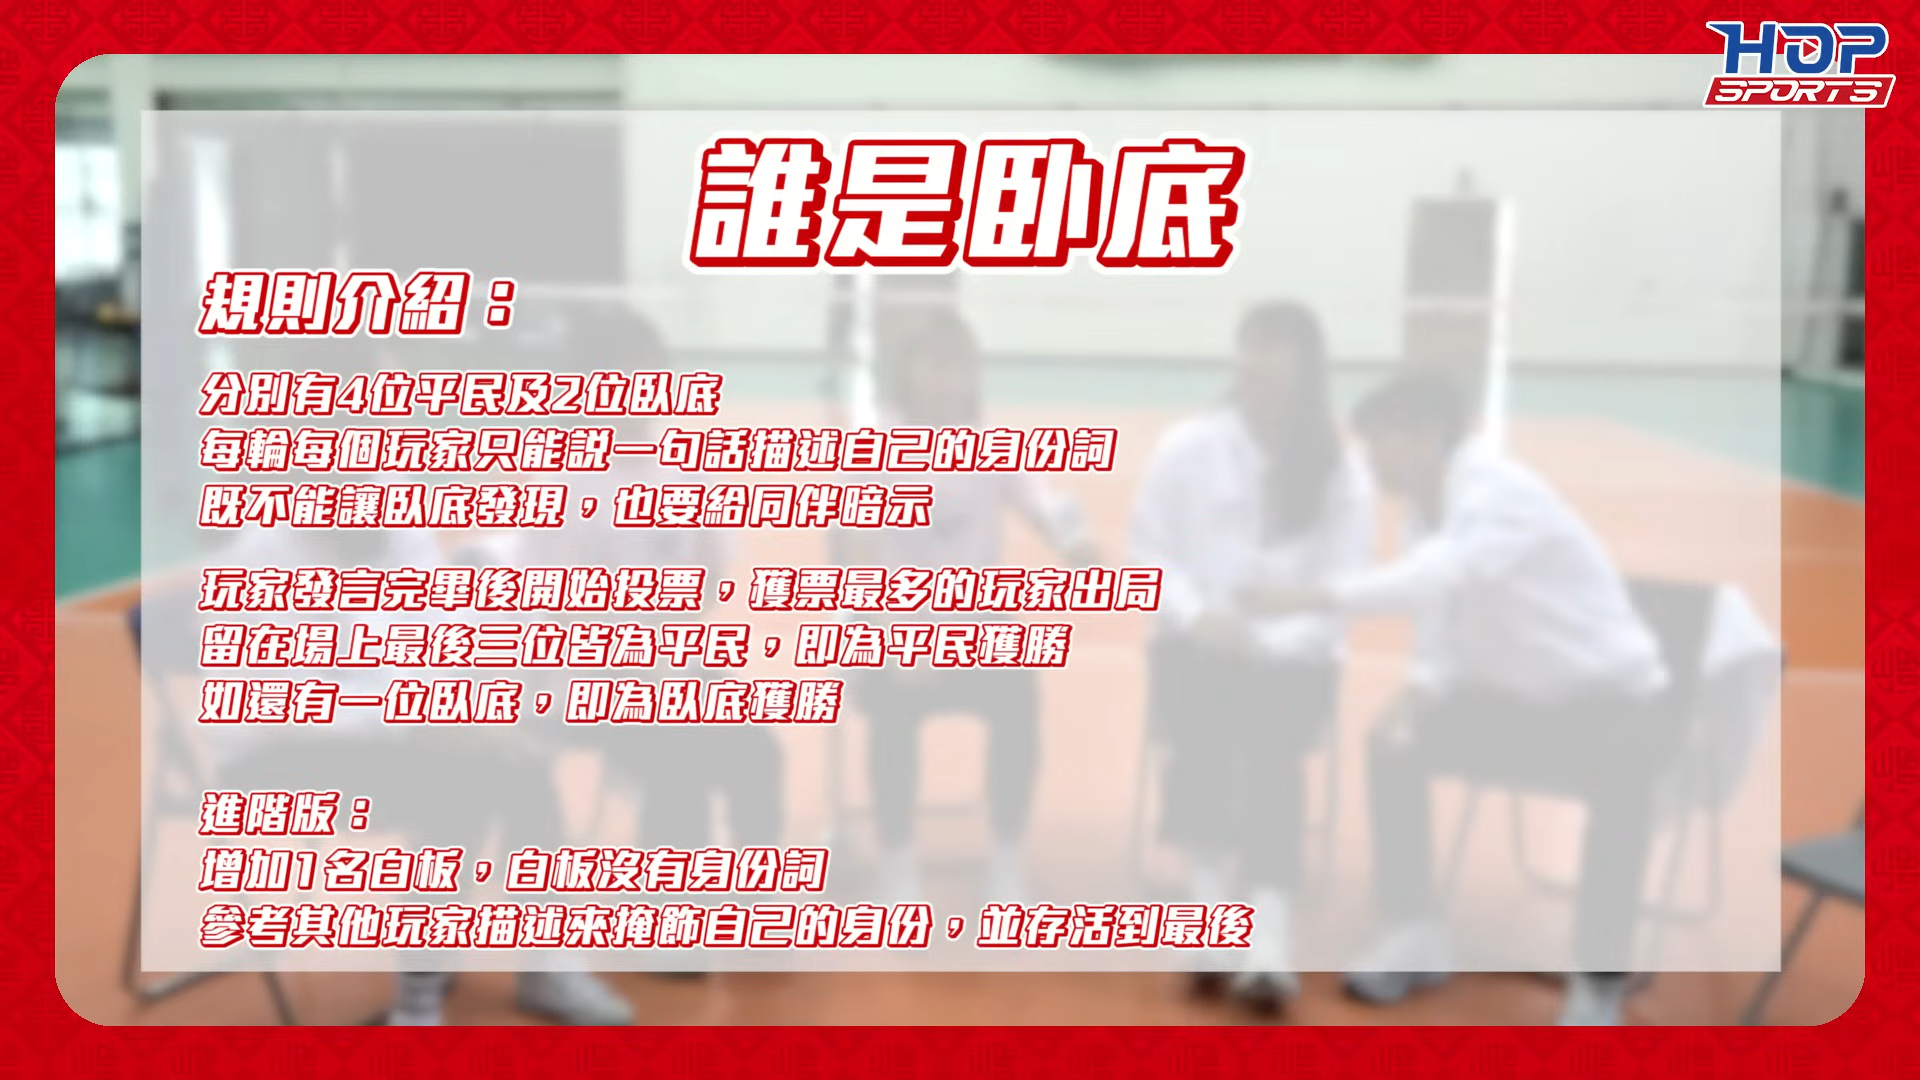 HOP
SPORTS
誰是卧底
規則介紹：
分別有4位平民及2位臥底
每輪每個玩家只能説一句話描述自己的身份詞
既不能讓臥底發現，也要給同伴暗示
玩家發言完畢後開始投票，獲票最多的玩家出局
留在場上最後三位皆為平民，即為平民獲勝
如還有一位臥底，即為臥底獲勝
進階版：
增加1名白板，白板沒有身份詞
參考其他玩家描述來掩飾自己的身份，並存活到最後